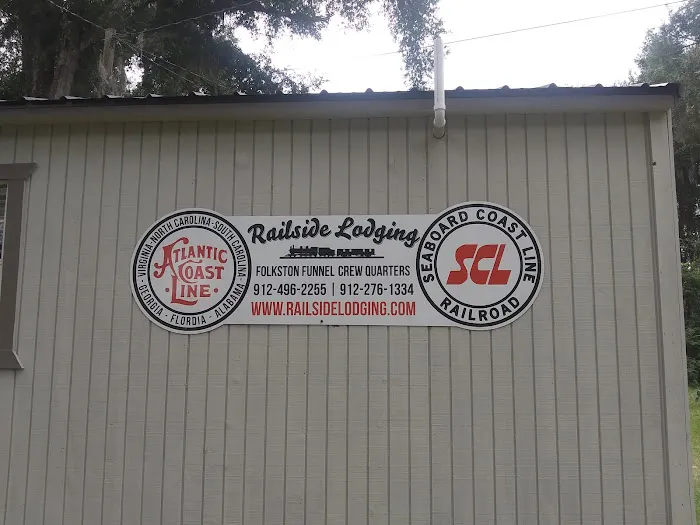 VIRGINIA-NORTH CAROLINA-SOUTH CAROLINA
ATLANTIC
COAST
LINE
GEORGIA - FLORDIA - ALABAMA
Railside Lodging
FOLKSTON FUNNEL CREW QUARTERS
912-496-2255 | 912-276-1334
WWW.RAILSIDELODGING.COM
SEABOARD COAST LINE
SCL
RAILROAD